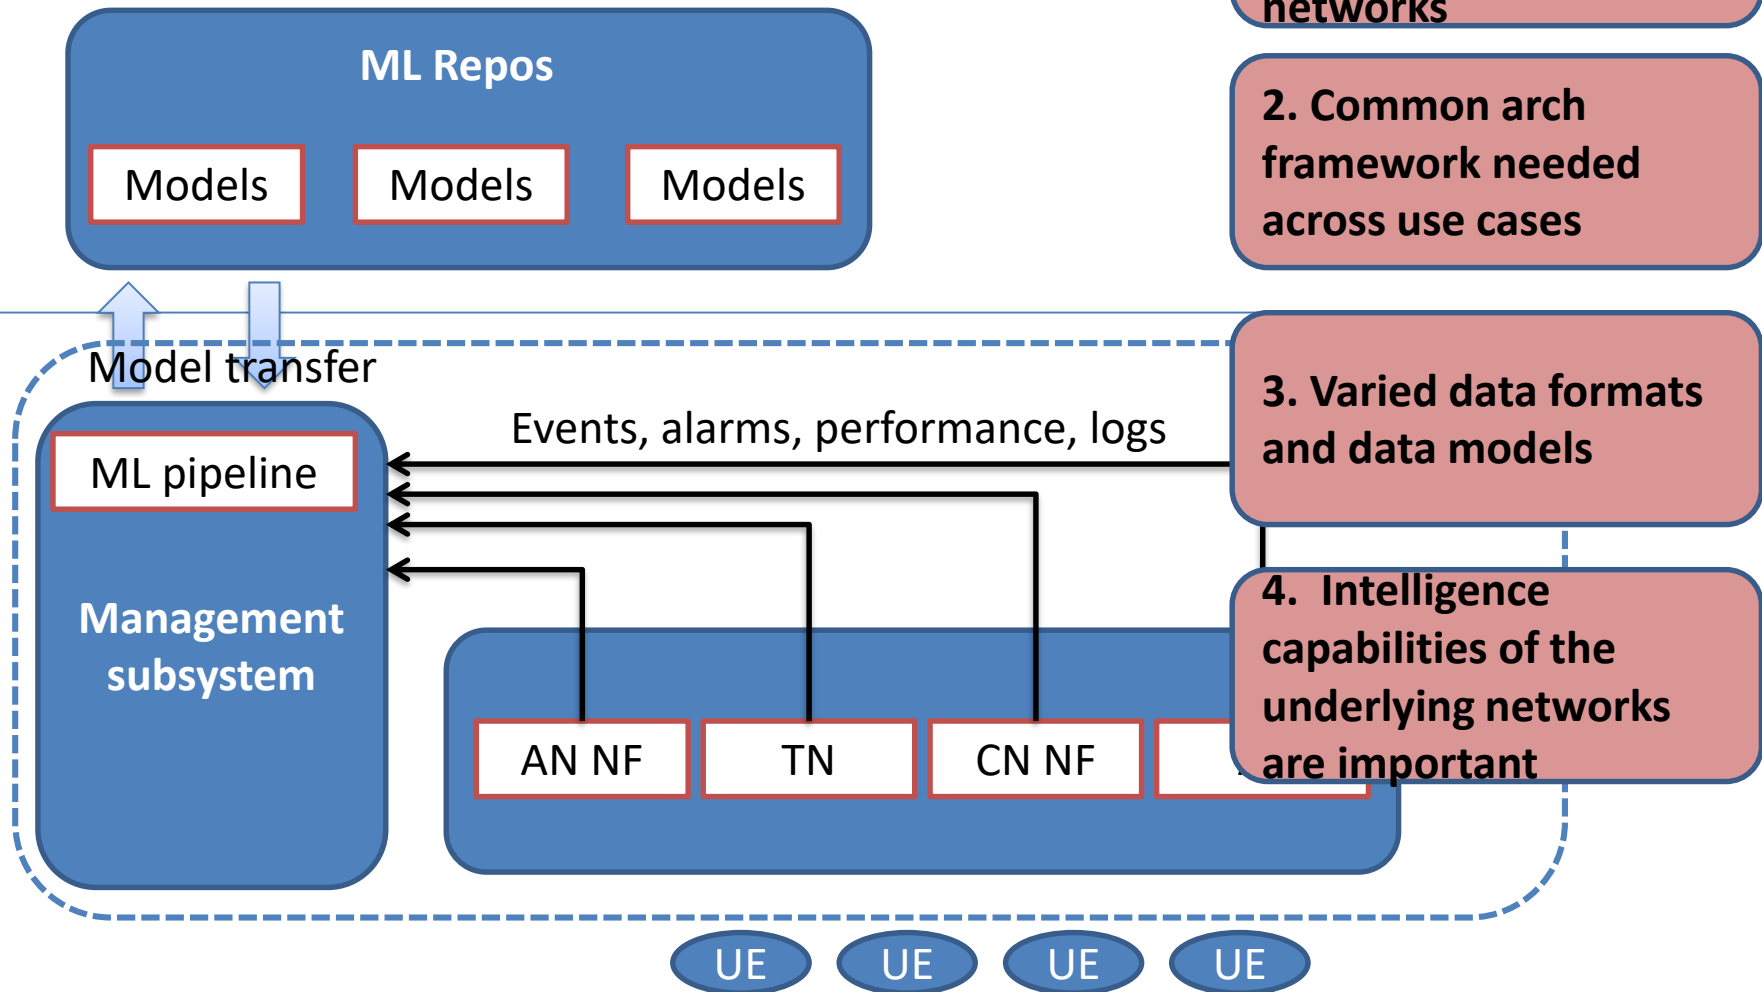 networks
ML Repos
Models
Models
Models
2. Common arch
framework needed
across use cases
Model transfer
Events, alarms, performance, logs
3. Varied data formats
and data models
ML pipeline
Management
subsystem
4. Intelligence
capabilities of the
underlying networks
are important
AN NF
TN
CN NF
UE
UE
UE
UE